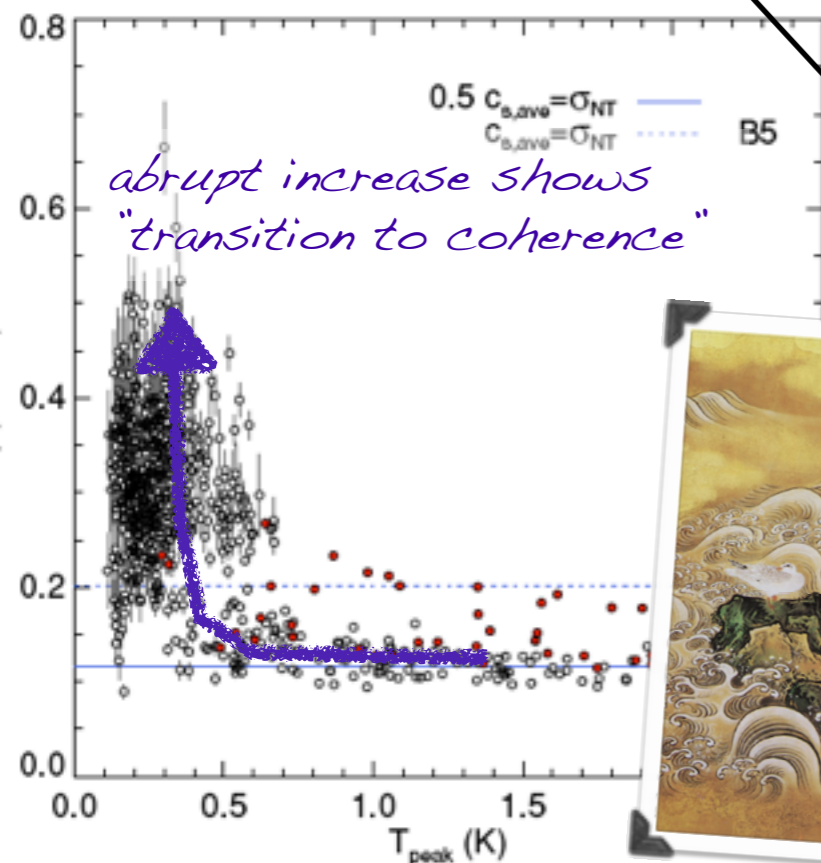 0.8
0.6
0.4
0.2
0.0
0.5 c_s,ave=σ_NT
c_s,ave=σ_NT
B5
abrupt increase shows
"transition to coherence"
0.0 0.5 1.0 1.5
T_peak (K)